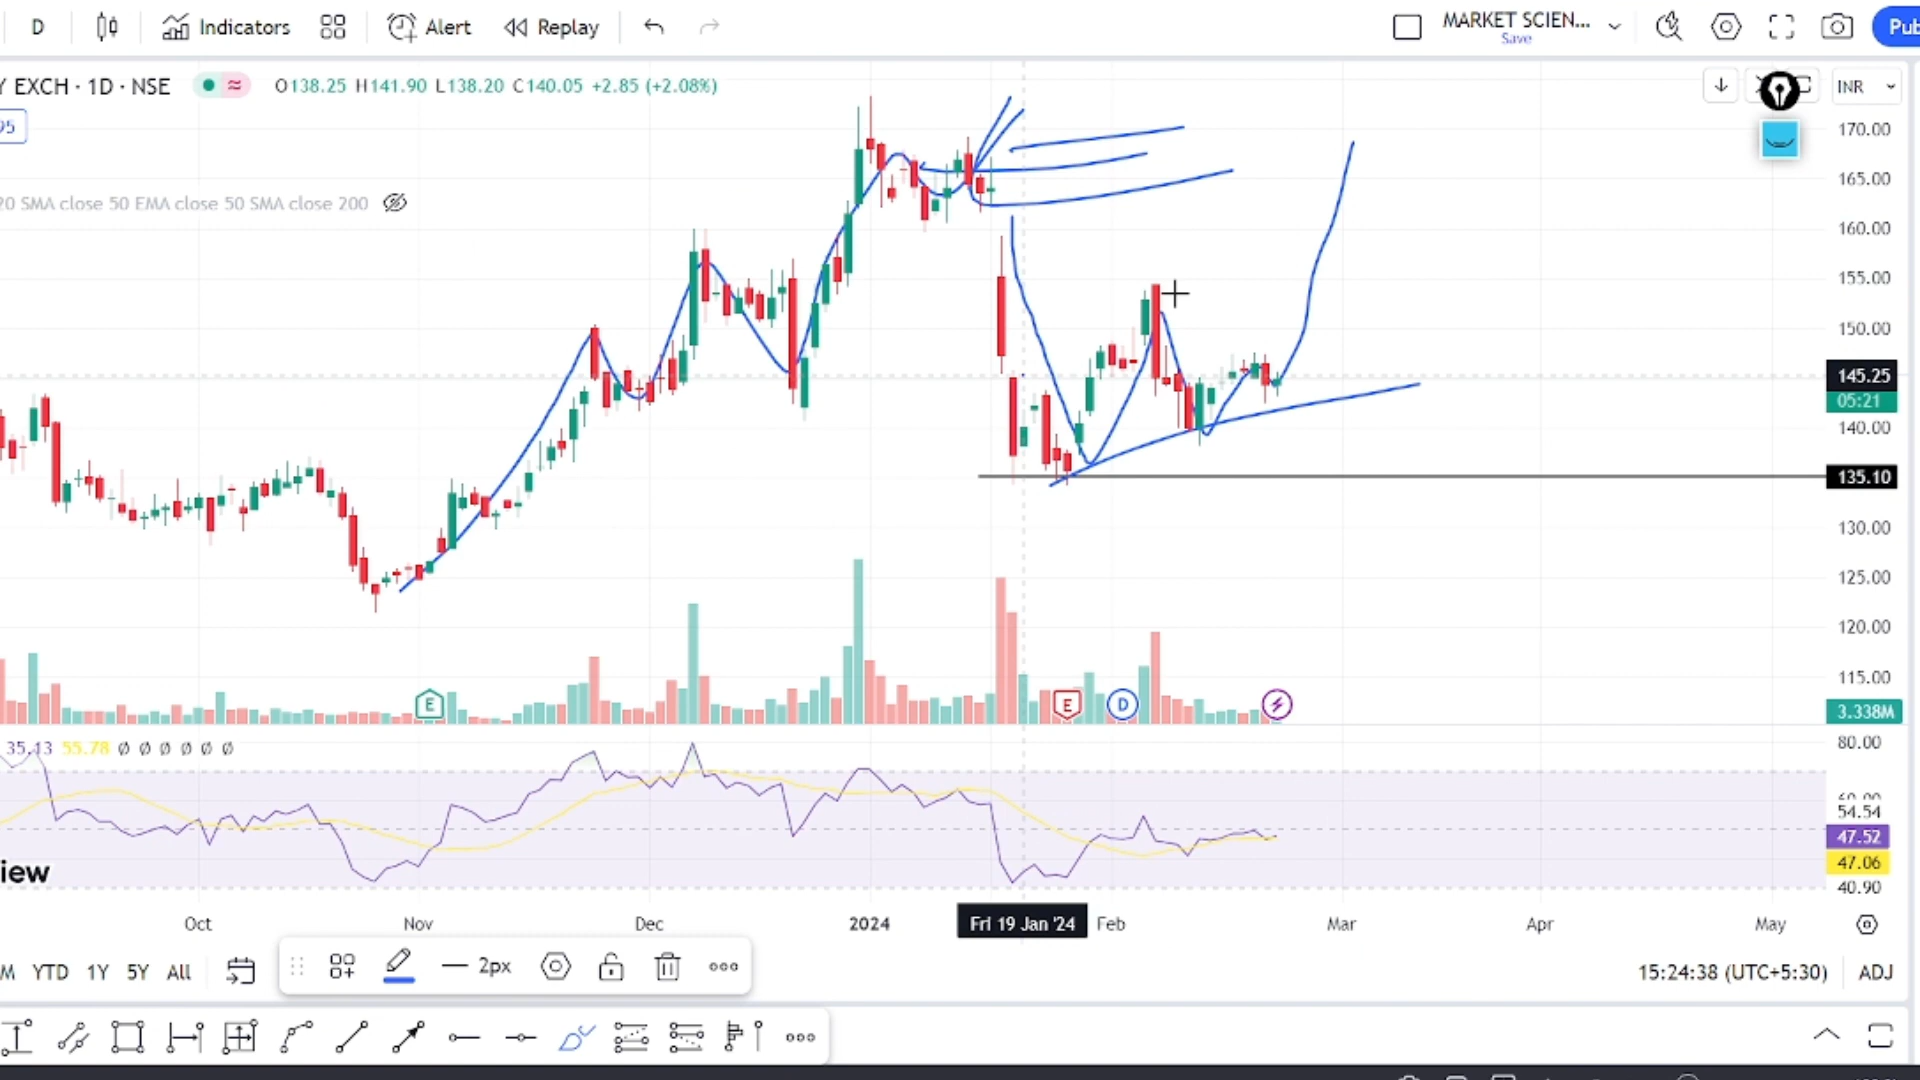 D Indicators Alert Replay MARKET SCIEN... Save Pub
Y EXCH · 1D · NSE O138.25 H141.90 L138.20 C140.05 +2.85 (+2.08%) INR
95
20 SMA close 50 EMA close 50 SMA close 200
170.00
165.00
160.00
155.00
150.00
145.25
05:21
140.00
135.10
130.00
125.00
120.00
115.00
E E D
3.338M
35.13 55.78 Ø Ø Ø Ø Ø Ø
80.00
60.00
54.54
47.52
47.06
40.90
iew
Oct Nov Dec 2024 Fri 19 Jan '24 Feb Mar Apr May
M YTD 1Y 5Y All 2px 15:24:38 (UTC+5:30) ADJ